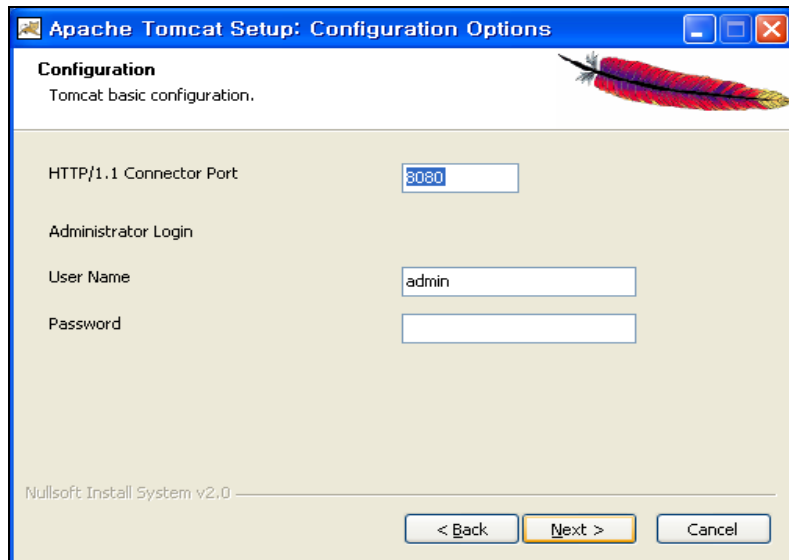 Apache Tomcat Setup: Configuration Options
Configuration
Tomcat basic configuration.
HTTP/1.1 Connector Port
8080
Administrator Login
User Name
admin
Password
Nullsoft Install System v2.0
< Back
Next >
Cancel